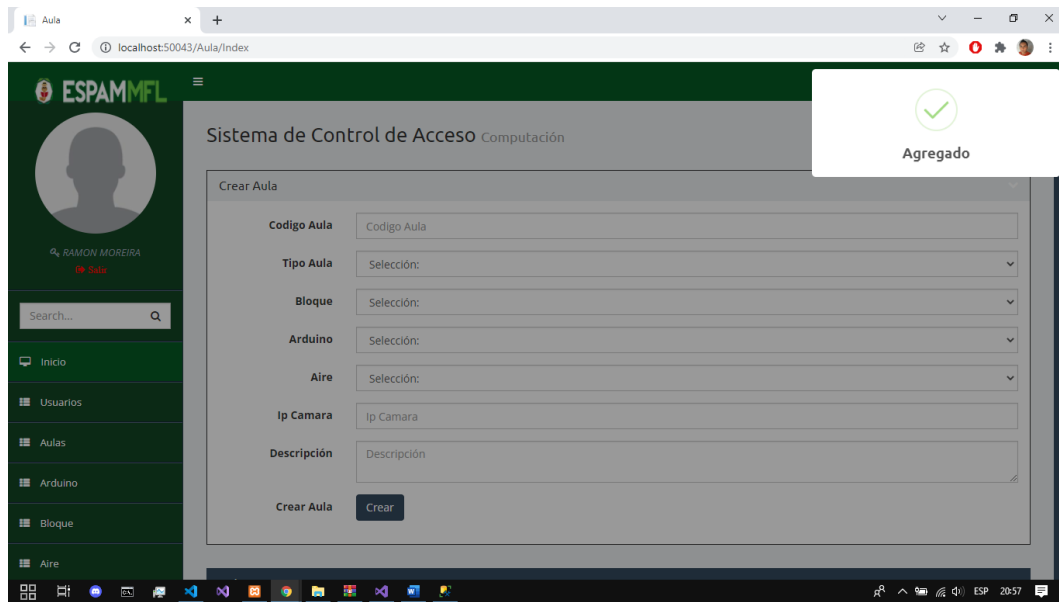 Aula
localhost:50043/Aula/Index
ESPAMMFL
Agregado
Sistema de Control de Acceso Computación
RAMON MOREIRA
Salir
Search...
Inicio
Usuarios
Aulas
Arduino
Bloque
Aire
Crear Aula
Codigo Aula Codigo Aula
Tipo Aula Selección:
Bloque Selección:
Arduino Selección:
Aire Selección:
Ip Camara Ip Camara
Descripción Descripción
Crear Aula Crear
ESP 20:57